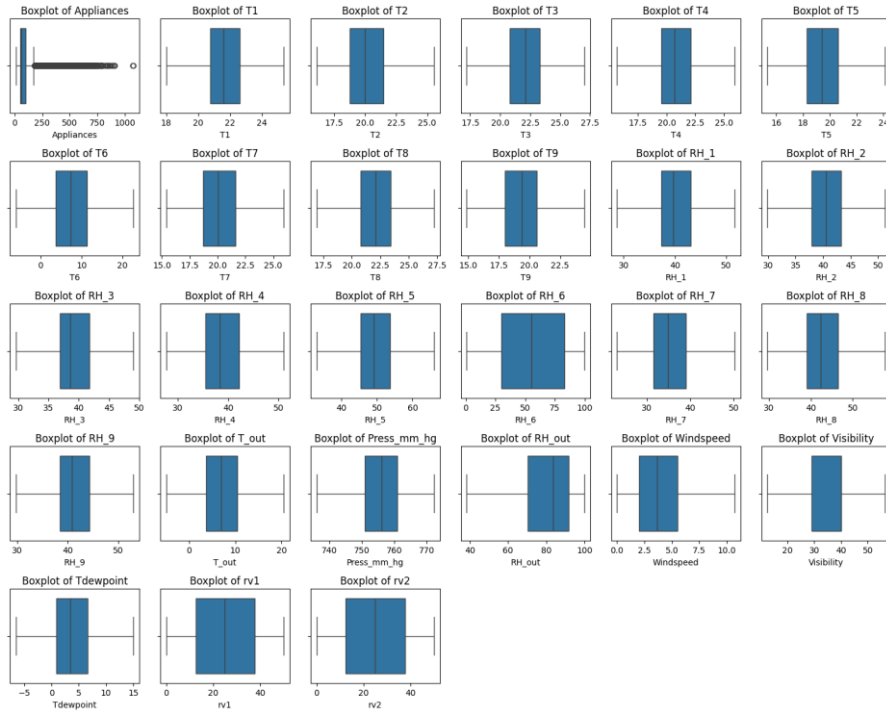 Boxplot of Appliances Boxplot of T1 Boxplot of T2 Boxplot of T3 Boxplot of T4 Boxplot of T5
0 250 500 750 1000 18 20 22 24 17.5 20.0 22.5 25.0 17.5 20.0 22.5 25.0 27.5 17.5 20.0 22.5 25.0 16 18 20 22 24
Appliances T1 T2 T3 T4 T5
Boxplot of T6 Boxplot of T7 Boxplot of T8 Boxplot of T9 Boxplot of RH_1 Boxplot of RH_2
0 10 20 15.0 17.5 20.0 22.5 25.0 17.5 20.0 22.5 25.0 27.5 15.0 17.5 20.0 22.5 30 40 50 30 35 40 45 50
T6 T7 T8 T9 RH_1 RH_2
Boxplot of RH_3 Boxplot of RH_4 Boxplot of RH_5 Boxplot of RH_6 Boxplot of RH_7 Boxplot of RH_8
30 35 40 45 50 30 40 50 40 50 60 0 25 50 75 100 30 40 50 30 40 50
RH_3 RH_4 RH_5 RH_6 RH_7 RH_8
Boxplot of RH_9 Boxplot of T_out Boxplot of Press_mm_hg Boxplot of RH_out Boxplot of Windspeed Boxplot of Visibility
30 40 50 0 10 20 740 750 760 770 40 60 80 100 0.0 2.5 5.0 7.5 10.0 20 30 40 50
RH_9 T_out Press_mm_hg RH_out Windspeed Visibility
Boxplot of Tdewpoint Boxplot of rv1 Boxplot of rv2
−5 0 5 10 15 0 20 40 0 20 40
Tdewpoint rv1 rv2